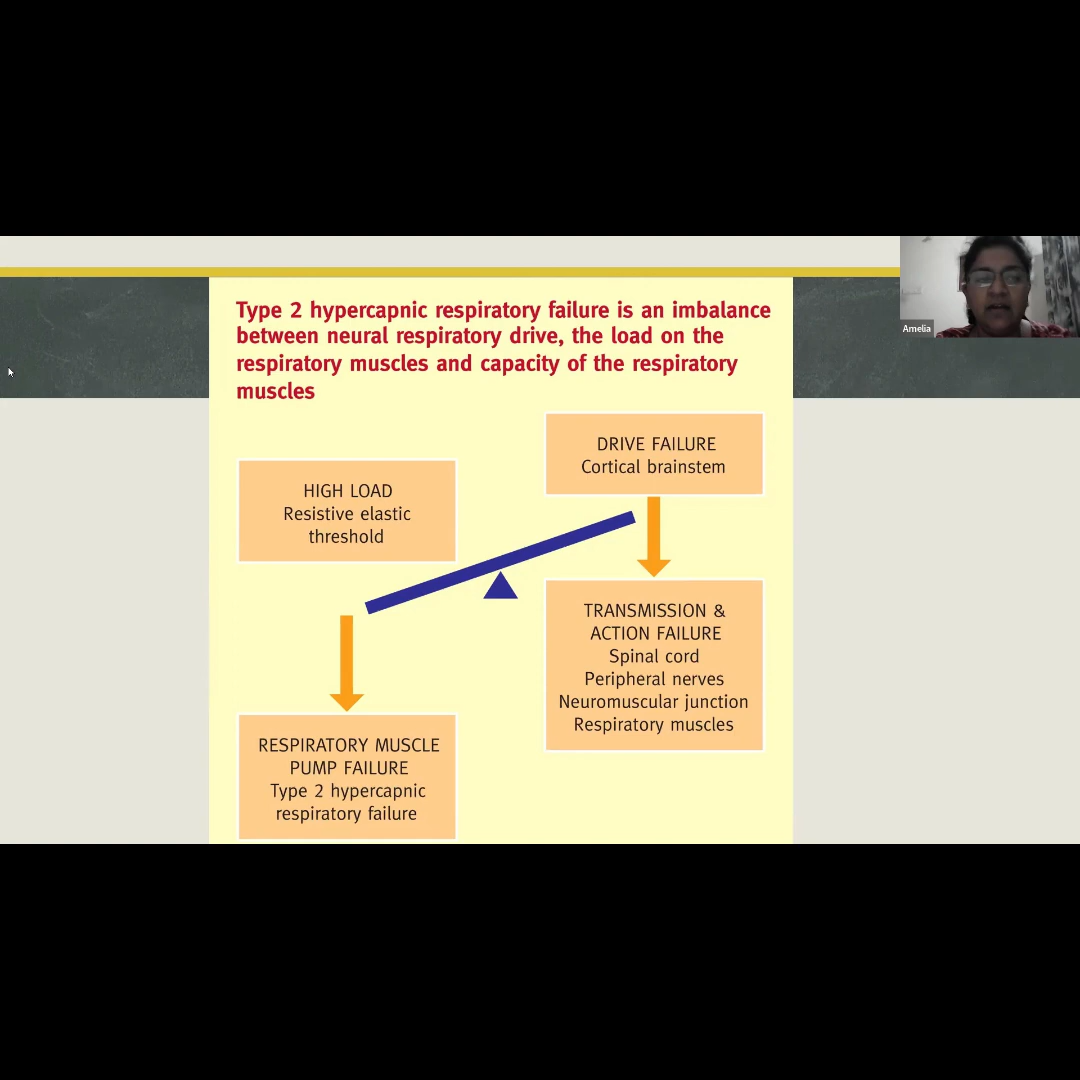 Type 2 hypercapnic respiratory failure is an imbalance
between neural respiratory drive, the load on the
respiratory muscles and capacity of the respiratory
muscles
Amelia
DRIVE FAILURE
Cortical brainstem
HIGH LOAD
Resistive elastic
threshold
TRANSMISSION &
ACTION FAILURE
Spinal cord
Peripheral nerves
Neuromuscular junction
Respiratory muscles
RESPIRATORY MUSCLE
PUMP FAILURE
Type 2 hypercapnic
respiratory failure